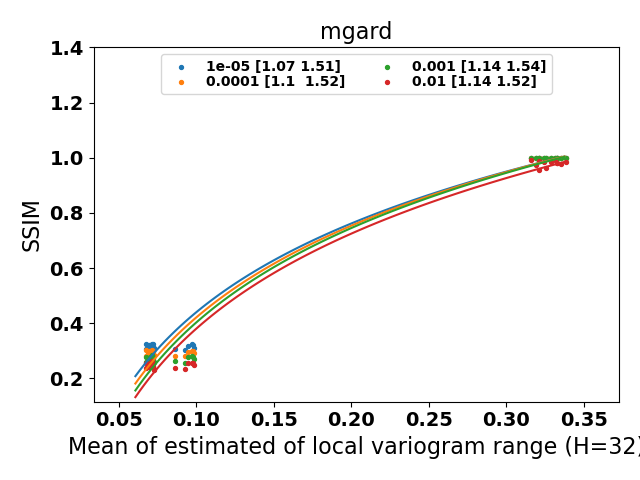 mgard
1e-05 [1.07 1.51]
0.0001 [1.1  1.52]
0.001 [1.14 1.54]
0.01 [1.14 1.52]
SSIM
1.4
1.2
1.0
0.8
0.6
0.4
0.2
0.05 0.10 0.15 0.20 0.25 0.30 0.35
Mean of estimated of local variogram range (H=32)